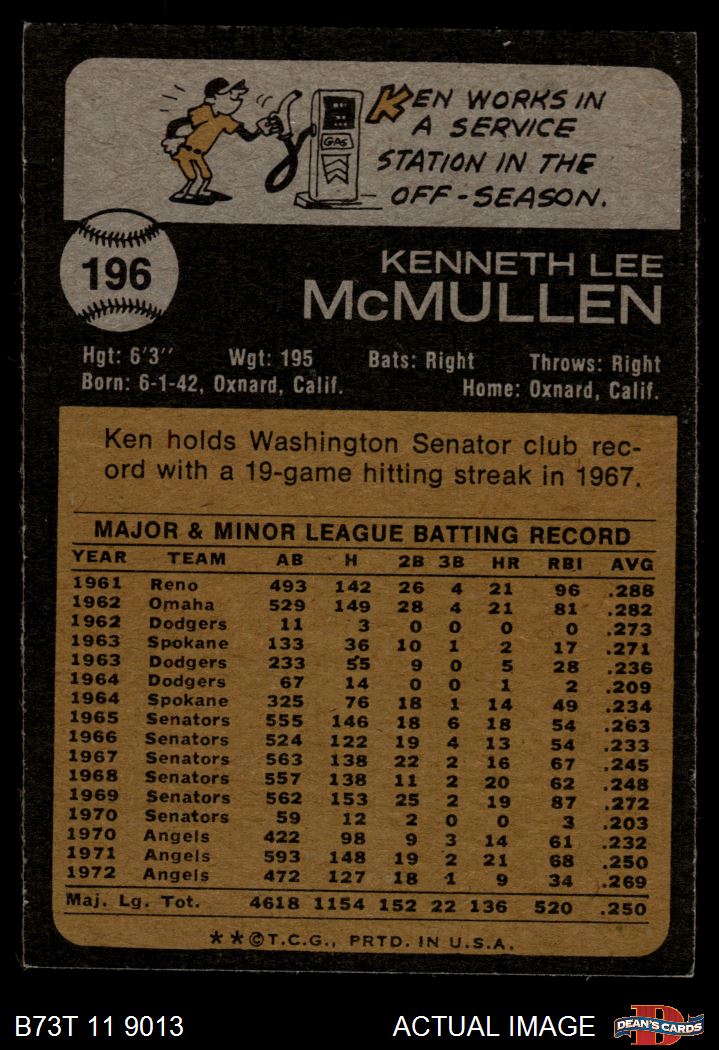 KEN WORKS IN
A SERVICE
STATION IN THE
OFF-SEASON.
GAS
196
KENNETH LEE
McMULLEN
Hgt: 6'3'' Wgt: 195 Bats: Right Throws: Right
Born: 6-1-42, Oxnard, Calif. Home: Oxnard, Calif.
Ken holds Washington Senator club rec-
ord with a 19-game hitting streak in 1967.
MAJOR & MINOR LEAGUE BATTING RECORD
YEAR TEAM AB H 2B 3B HR RBI AVG
1961 Reno 493 142 26 4 21 96 .288
1962 Omaha 529 149 28 4 21 81 .282
1962 Dodgers 11 3 0 0 0 0 .273
1963 Spokane 133 36 10 1 2 17 .271
1963 Dodgers 233 55 9 0 5 28 .236
1964 Dodgers 67 14 0 0 1 2 .209
1964 Spokane 325 76 18 1 14 49 .234
1965 Senators 555 146 18 6 18 54 .263
1966 Senators 524 122 19 4 13 54 .233
1967 Senators 563 138 22 2 16 67 .245
1968 Senators 557 138 11 2 20 62 .248
1969 Senators 562 153 25 2 19 87 .272
1970 Senators 59 12 2 0 0 3 .203
1970 Angels 422 98 9 3 14 61 .232
1971 Angels 593 148 19 2 21 68 .250
1972 Angels 472 127 18 1 9 34 .269
Maj. Lg. Tot. 4618 1154 152 22 136 520 .250
**©T.C.G., PRTD. IN U.S.A.
B73T 11 9013 ACTUAL IMAGE DEAN'S CARDS